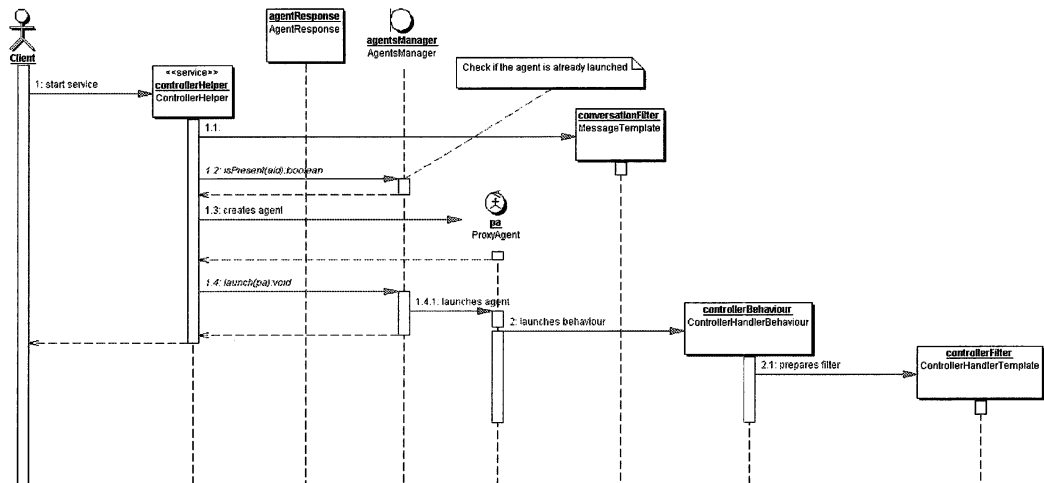 agentResponse
AgentResponse
agentsManager
AgentsManager
Client
<<service>>
controllerHelper
ControllerHelper
Check if the agent is already launched
1: start service
conversationFilter
MessageTemplate
1.1:
1.2: isPresent(aid):boolean
1.3: creates agent
pa
ProxyAgent
1.4: launch(pa):void
1.4.1: launches agent
2: launches behaviour
controllerBehaviour
ControllerHandlerBehaviour
2.1: prepares filter
controllerFilter
ControllerHandlerTemplate